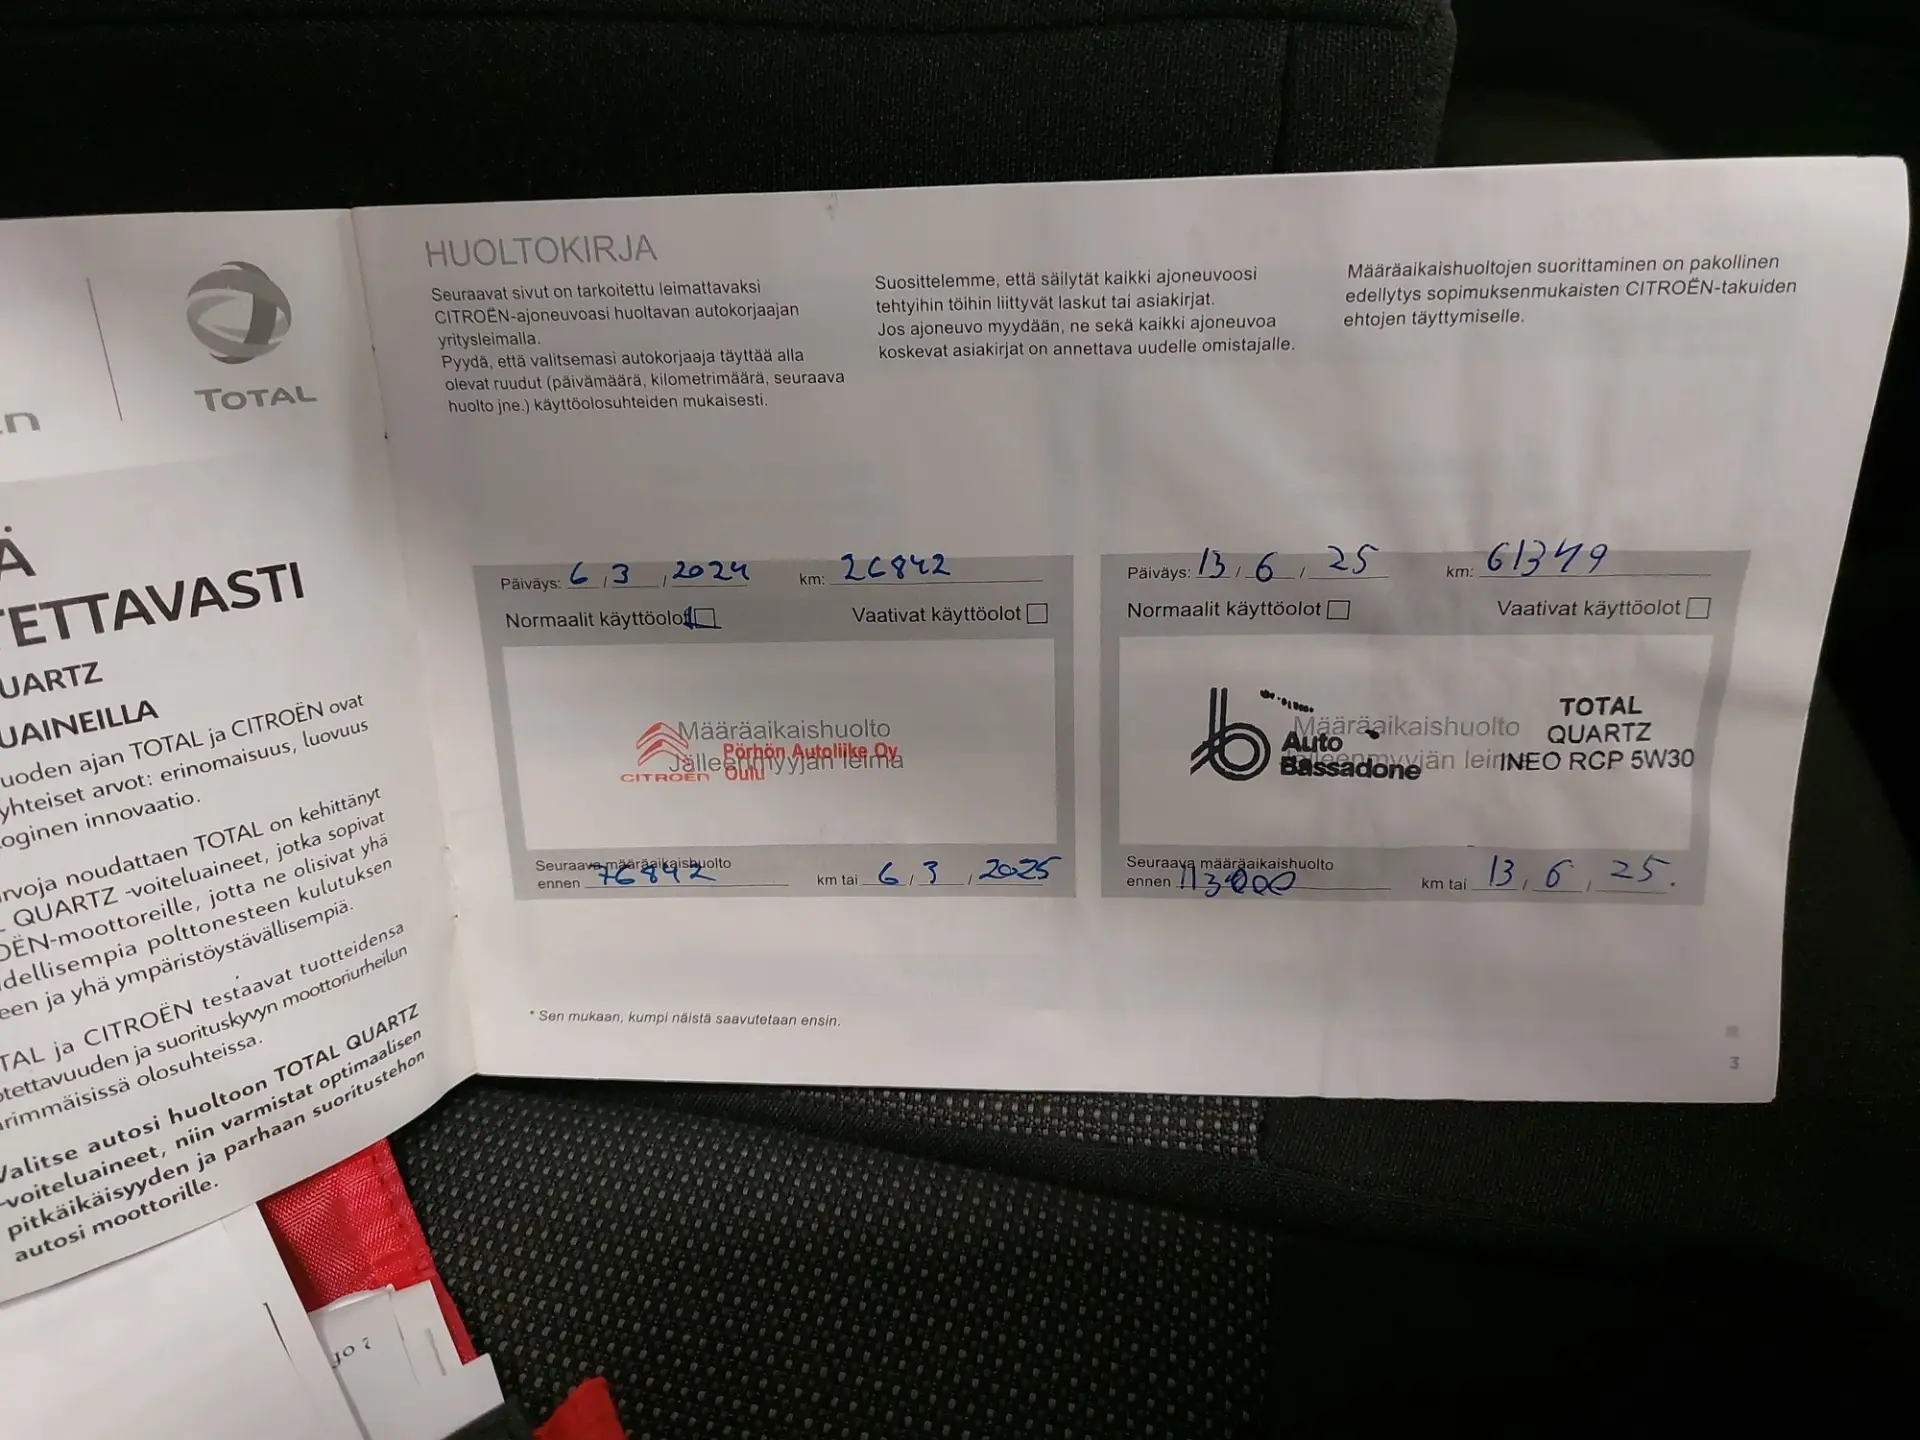 TOTAL
n
Ä
TETTAVASTI
UARTZ
UAINEILLA
uoden ajan TOTAL ja CITROËN ovat
yhteiset arvot: erinomaisuus, luovuus
oginen innovaatio.
rvoja noudattaen TOTAL on kehittänyt
L QUARTZ -voiteluaineet, jotka sopivat
OËN-moottoreille, jotta ne olisivat yhä
dellisempia polttonesteen kulutuksen
een ja yhä ympäristöystävällisempiä.
TAL ja CITROËN testaavat tuotteidensa
otettavuuden ja suorituskyvyn moottoriurheilun
rimmäisissä olosuhteissa.
Valitse autosi huoltoon TOTAL QUARTZ
-voiteluaineet, niin varmistat optimaalisen
pitkäikäisyyden ja parhaan suoritustehon
autosi moottorille.
HUOLTOKIRJA
Seuraavat sivut on tarkoitettu leimattavaksi
CITROËN-ajoneuvoasi huoltavan autokorjaajan
yritysleimalla.
Pyydä, että valitsemasi autokorjaaja täyttää alla
olevat ruudut (päivämäärä, kilometrimäärä, seuraava
huolto jne.) käyttöolosuhteiden mukaisesti.
Suosittelemme, että säilytät kaikki ajoneuvoosi
tehtyihin töihin liittyvät laskut tai asiakirjat.
Jos ajoneuvo myydään, ne sekä kaikki ajoneuvoa
koskevat asiakirjat on annettava uudelle omistajalle.
Määräaikaishuoltojen suorittaminen on pakollinen
edellytys sopimuksenmukaisten CITROËN-takuiden
ehtojen täyttymiselle.
Päiväys: 6 / 3 / 2024 km: 26842
Normaalit käyttöolot Vaativat käyttöolot
Määräaikaishuolto
Jälleenmyyjän leima
CITROËN
Pörhön Autoliike Oy
Oulu
Seuraava määräaikaishuolto
ennen 76842 km tai 6 / 3 / 2025
Päiväys: 13 / 6 / 25 km: 61349
Normaalit käyttöolot Vaativat käyttöolot
Määräaikaishuolto
Jälleenmyyjän leima
Auto
Bassadone
TOTAL
QUARTZ
INEO RCP 5W30
Seuraava määräaikaishuolto
ennen 113000 km tai 13 / 6 / 25.
* Sen mukaan, kumpi näistä saavutetaan ensin.
3